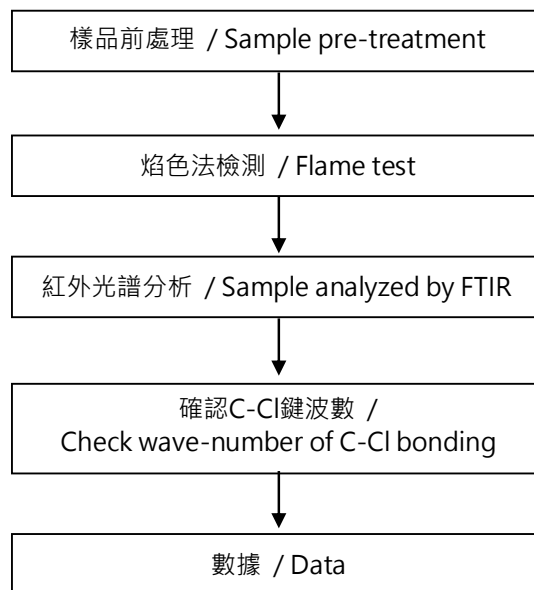 樣品前處理 / Sample pre-treatment
焰色法檢測 / Flame test
紅外光譜分析 / Sample analyzed by FTIR
確認C-Cl鍵波數 /
Check wave-number of C-Cl bonding
數據 / Data